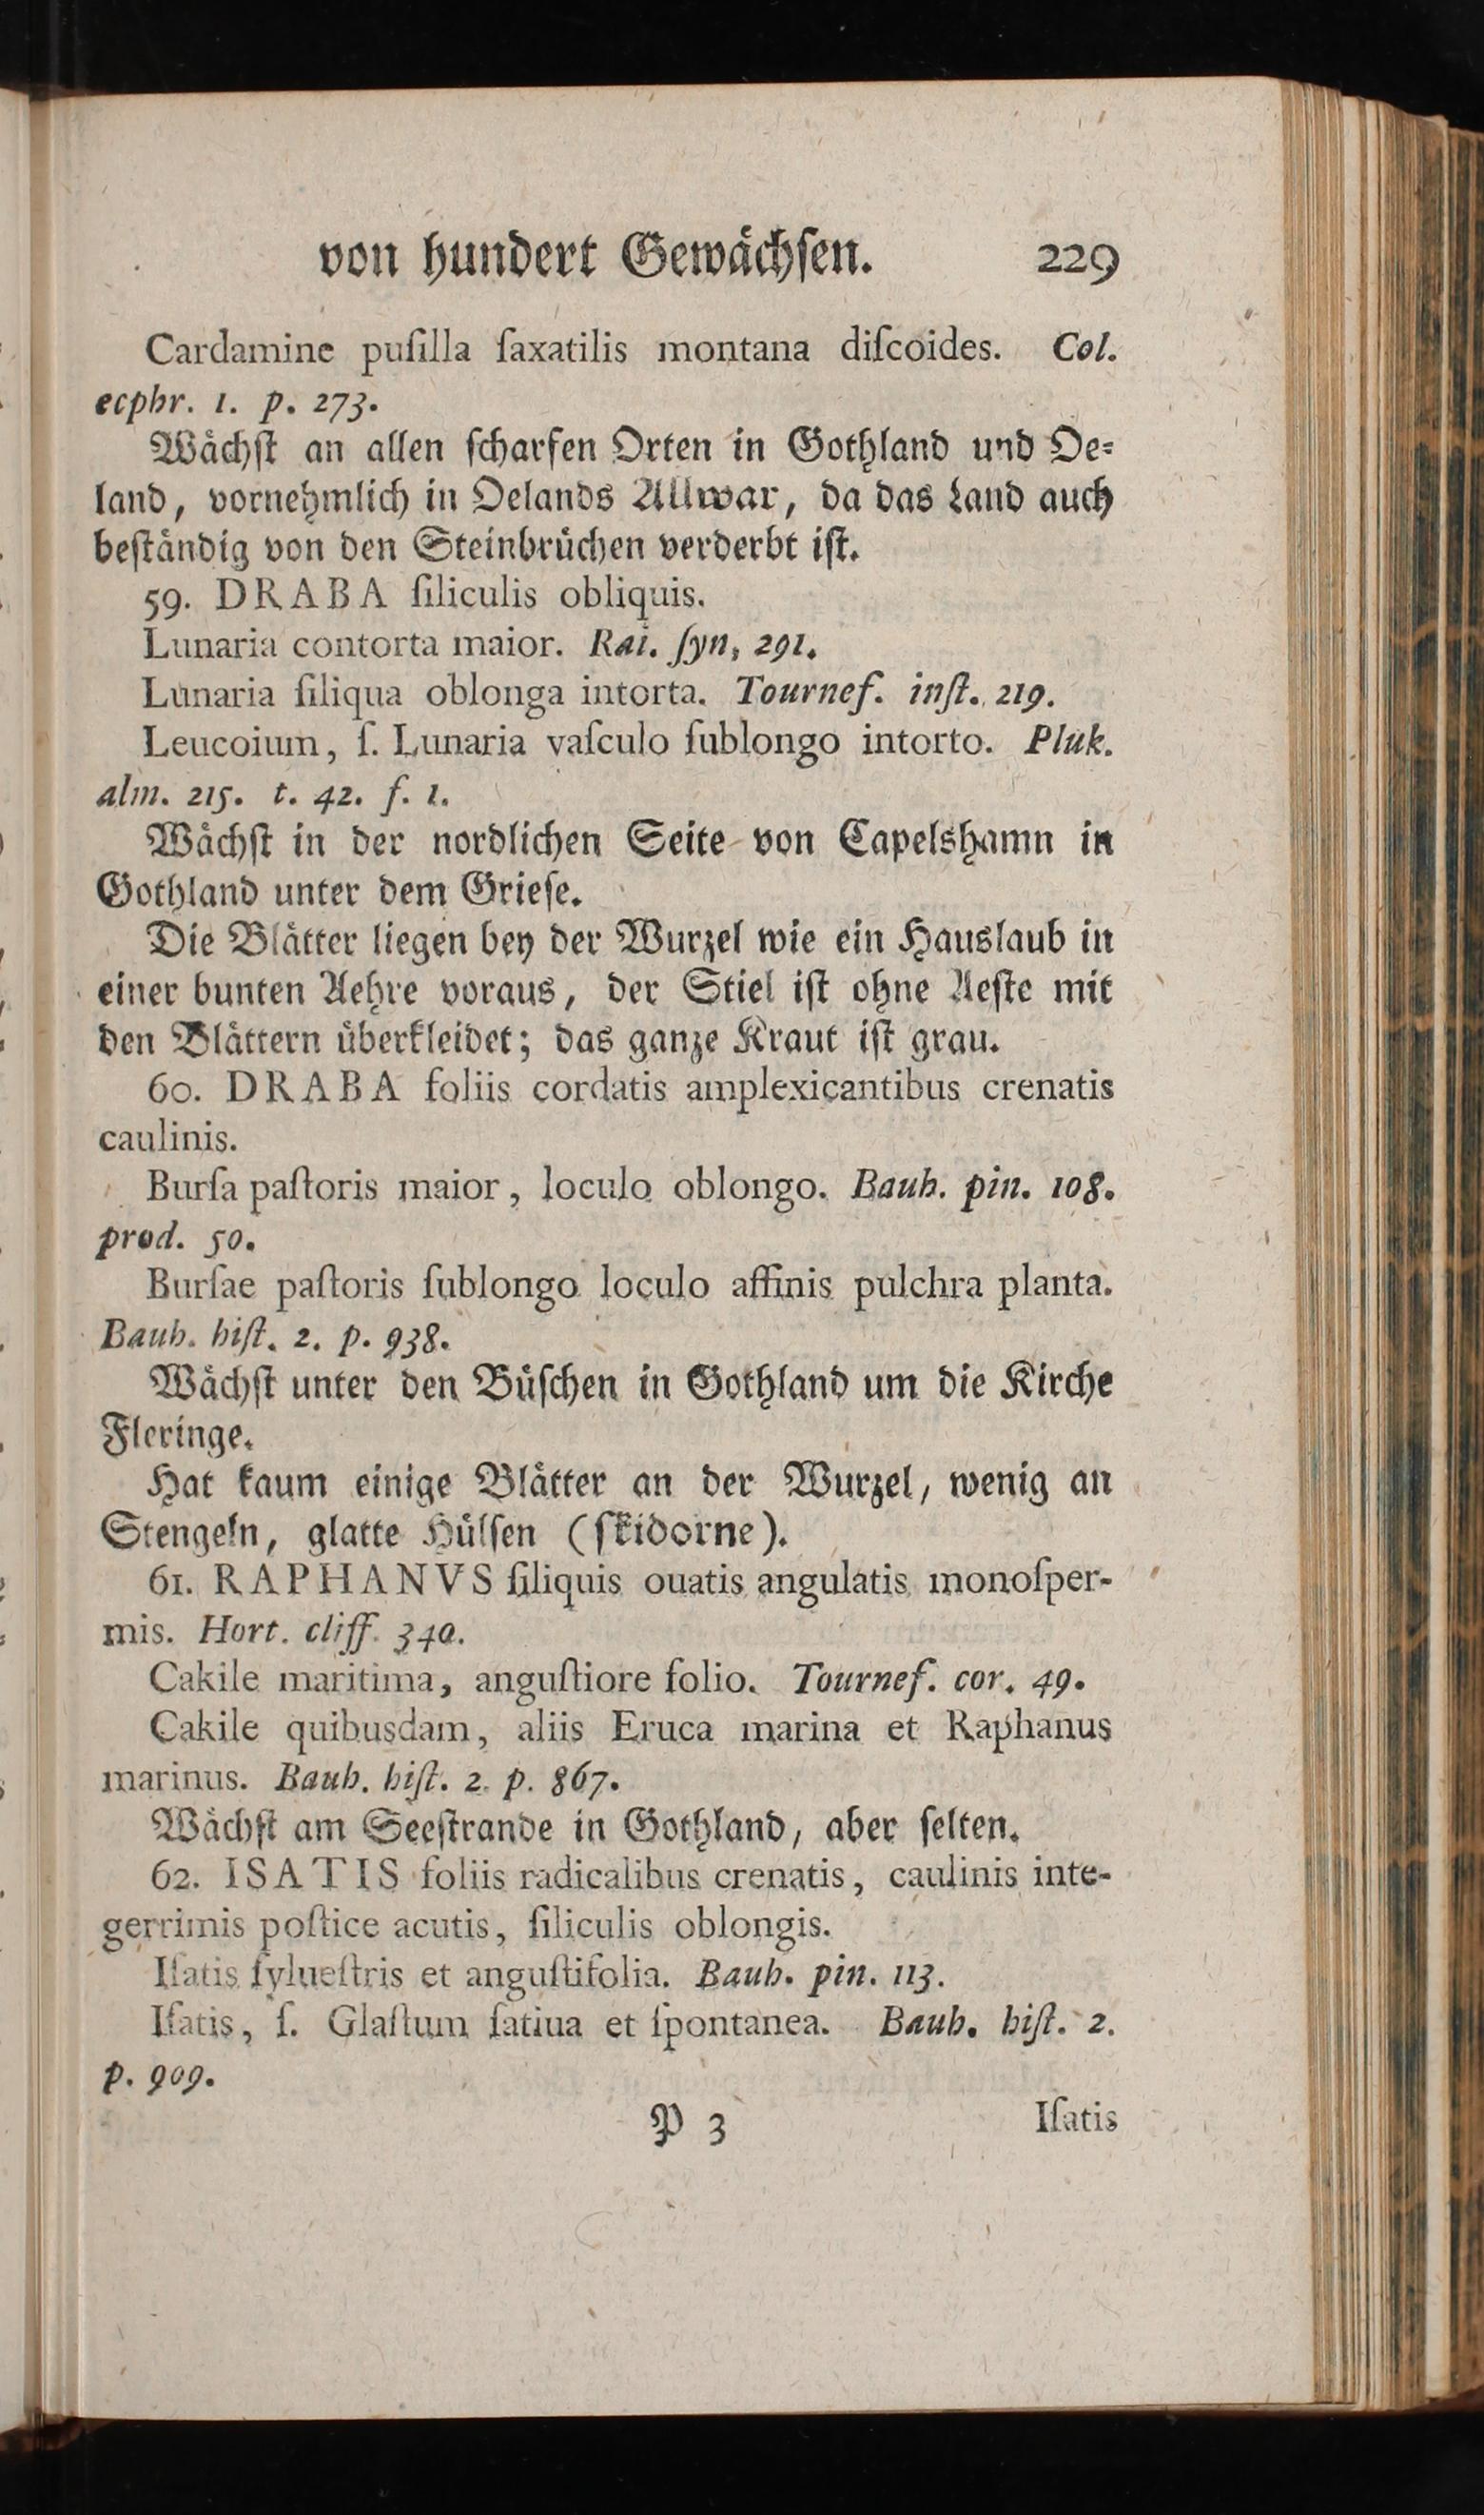 von hundert Gewächſen. 229
Cardamine puſilla ſaxatilis montana diſcoides. Col.
ecphr. 1. p. 273.
Wächſt an allen ſcharfen Orten in Gothland und Oe-
land, vornehmlich in Oelands Allwar, da das Land auch
beſtändig von den Steinbrüchen verderbt iſt.
59. DRABA ſiliculis obliquis.
Lunaria contorta maior. Rai. ſyn, 291.
Lunaria ſiliqua oblonga intorta. Tournef. inſt. 219.
Leucoium, ſ. Lunaria vaſculo ſublongo intorto. Pluk.
alm. 215. t. 42. f. 1.
Wächſt in der nordlichen Seite von Capelshamn in
Gothland unter dem Grieſe.
Die Blätter liegen bey der Wurzel wie ein Hauslaub in
einer bunten Aehre voraus, der Stiel iſt ohne Aeſte mit
den Blättern überkleidet; das ganze Kraut iſt grau.
60. DRABA foliis cordatis amplexicantibus crenatis
caulinis.
Burſa paſtoris maior, loculo oblongo. Bauh. pin. 108.
prod. 50.
Burſae paſtoris ſublongo loculo affinis pulchra planta.
Bauh. hiſt. 2. p. 938.
Wächſt unter den Büſchen in Gothland um die Kirche
Fleringe.
Hat kaum einige Blätter an der Wurzel, wenig an
Stengeln, glatte Hülſen (ſkidorne).
61. RAPHANVS ſiliquis ouatis angulatis monoſper-
mis. Hort. cliff. 340.
Cakile maritima, anguſtiore folio. Tournef. cor. 49.
Cakile quibusdam, aliis Eruca marina et Raphanus
marinus. Bauh. hiſt. 2. p. 867.
Wächſt am Seeſtrande in Gothland, aber ſelten.
62. ISATIS foliis radicalibus crenatis, caulinis inte-
gerrimis poſtice acutis, ſiliculis oblongis.
Iſatis ſylueſtris et anguſtifolia. Bauh. pin. 113.
Iſatis, ſ. Glaſtum ſatiua et ſpontanea. Bauh. hiſt. 2.
p. 909.
P 3 Iſatis